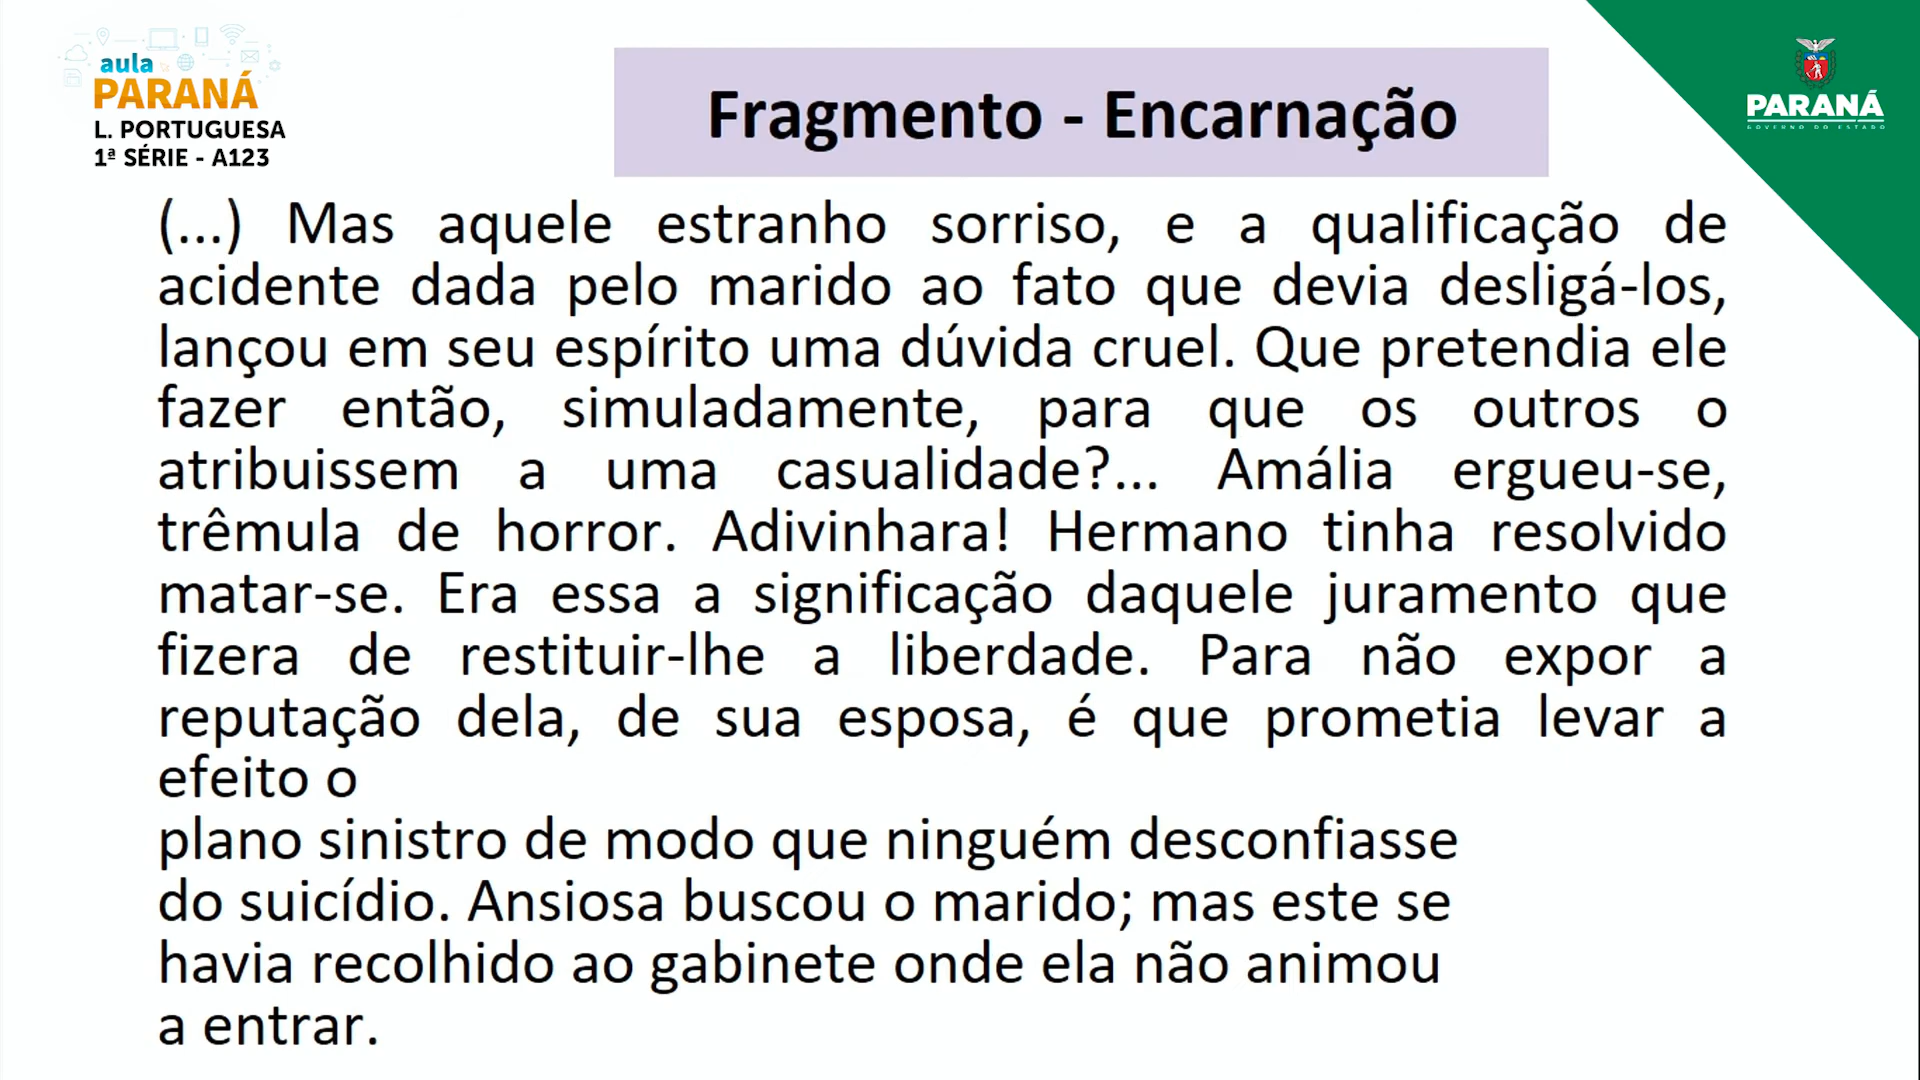 aula
PARANÁ
L. PORTUGUESA
1ª SÉRIE - A123
Fragmento - Encarnação
PARANÁ
GOVERNO DO ESTADO
(...) Mas aquele estranho sorriso, e a qualificação de
acidente dada pelo marido ao fato que devia desligá-los,
lançou em seu espírito uma dúvida cruel. Que pretendia ele
fazer então, simuladamente, para que os outros o
atribuissem a uma casualidade?... Amália ergueu-se,
trêmula de horror. Adivinhara! Hermano tinha resolvido
matar-se. Era essa a significação daquele juramento que
fizera de restituir-lhe a liberdade. Para não expor a
reputação dela, de sua esposa, é que prometia levar a
efeito o
plano sinistro de modo que ninguém desconfiasse
do suicídio. Ansiosa buscou o marido; mas este se
havia recolhido ao gabinete onde ela não animou
a entrar.